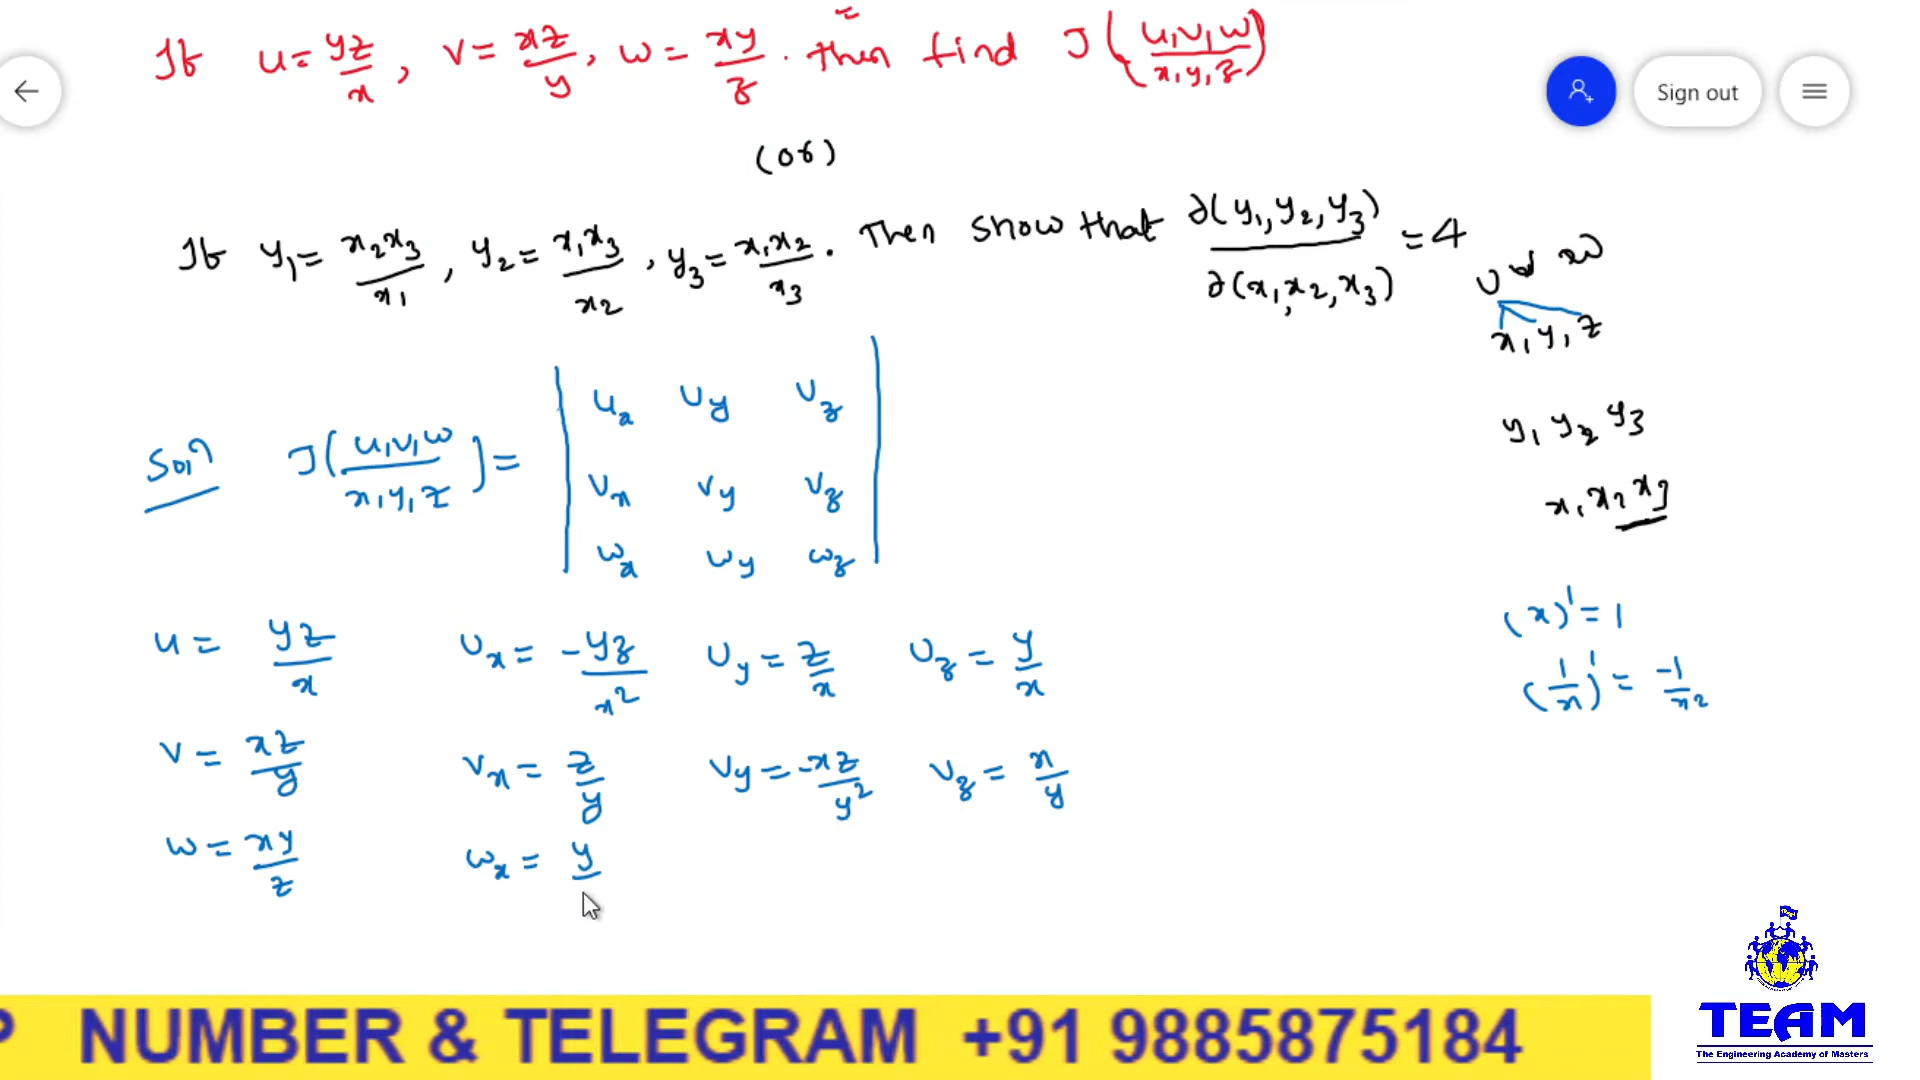 If u = yz/x, v = xz/y, w = xy/z. then find J(u,v,w/x,y,z)
Sign out
(or)
If y₁ = x₂x₃/x₁, y₂ = x₁x₃/x₂, y₃ = x₁x₂/x₃. Then show that ∂(y₁,y₂,y₃)/∂(x₁,x₂,x₃) = 4
u v w
x, y, z
y₁ y₂ y₃
x₁ x₂ x₃
Soln J(u,v,w/x,y,z) = | uₓ u_y u_z
vₓ v_y v_z
wₓ w_y w_z |
(x)' = 1
(1/x)' = -1/x²
u = yz/x uₓ = -yz/x² u_y = z/x u_z = y/x
v = xz/y vₓ = z/y v_y = -xz/y² v_z = x/y
w = xy/z wₓ = y/
P NUMBER & TELEGRAM +91 9885875184
TEAM
The Engineering Academy of Masters